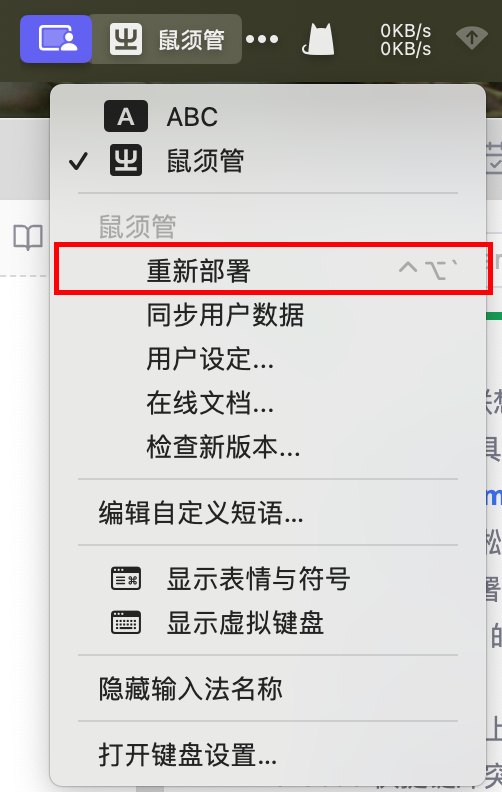 鼠须管
0KB/s
0KB/s
A ABC
鼠须管
鼠须管
重新部署 ^⌥`
同步用户数据
用户设定...
在线文档...
检查新版本...
编辑自定义短语...
显示表情与符号
显示虚拟键盘
隐藏输入法名称
打开键盘设置...